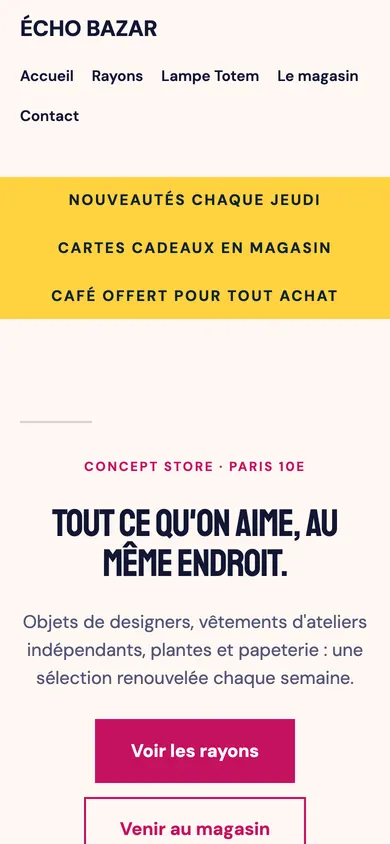 ÉCHO BAZAR
Accueil Rayons Lampe Totem Le magasin
Contact
NOUVEAUTÉS CHAQUE JEUDI
CARTES CADEAUX EN MAGASIN
CAFÉ OFFERT POUR TOUT ACHAT
CONCEPT STORE · PARIS 10E
TOUT CE QU'ON AIME, AU
MÊME ENDROIT.
Objets de designers, vêtements d'ateliers
indépendants, plantes et papeterie : une
sélection renouvelée chaque semaine.
Voir les rayons
Venir au magasin